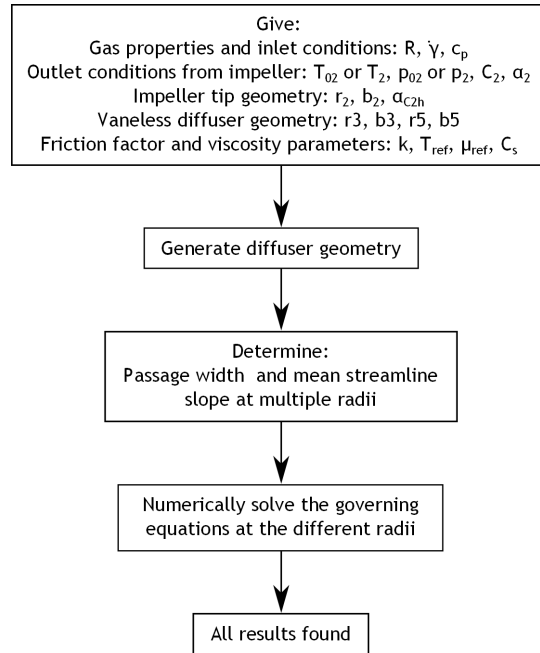 Give:
Gas properties and inlet conditions: R, γ̇, cₚ
Outlet conditions from impeller: T₀₂ or T₂, p₀₂ or p₂, C₂, α₂
Impeller tip geometry: r₂, b₂, α_C2h
Vaneless diffuser geometry: r3, b3, r5, b5
Friction factor and viscosity parameters: k, T_ref, μ_ref, Cₛ
Generate diffuser geometry
Determine:
Passage width and mean streamline
slope at multiple radii
Numerically solve the governing
equations at the different radii
All results found